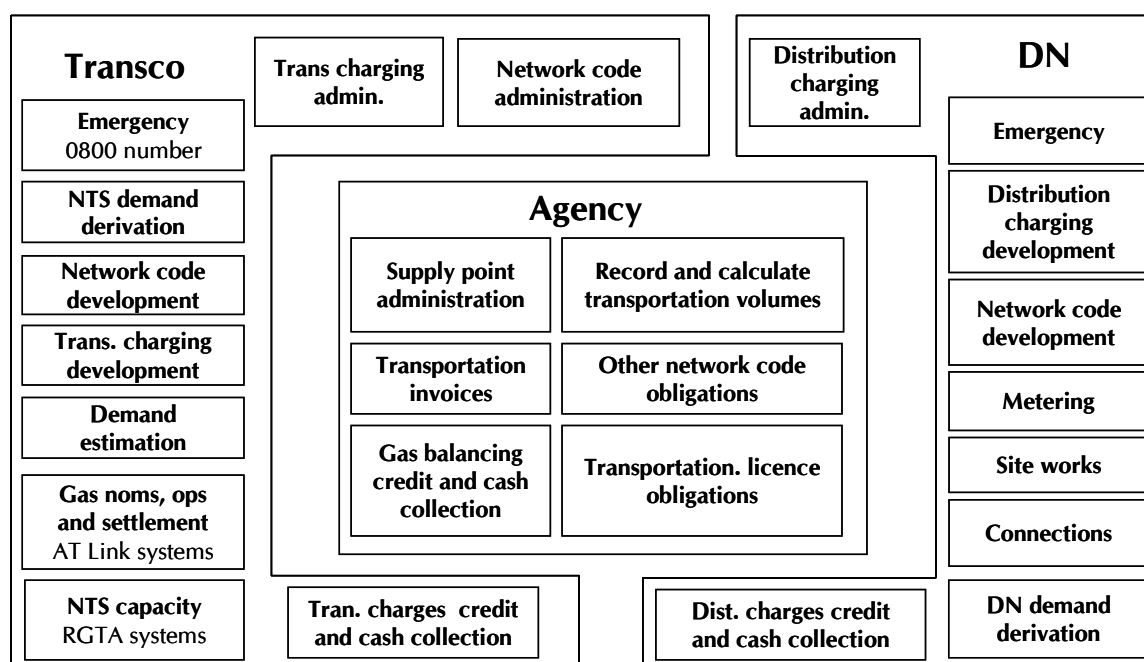 Transco
Trans charging
admin.
Network code
administration
Emergency
0800 number
NTS demand
derivation
Network code
development
Trans. charging
development
Demand
estimation
Gas noms, ops
and settlement
AT Link systems
NTS capacity
RGTA systems
Tran. charges credit
and cash collection
Agency
Supply point
administration
Record and calculate
transportation volumes
Transportation
invoices
Other network code
obligations
Gas balancing
credit and cash
collection
Transportation. licence
obligations
DN
Distribution
charging
admin.
Emergency
Distribution
charging
development
Network code
development
Metering
Site works
Connections
DN demand
derivation
Dist. charges credit
and cash collection